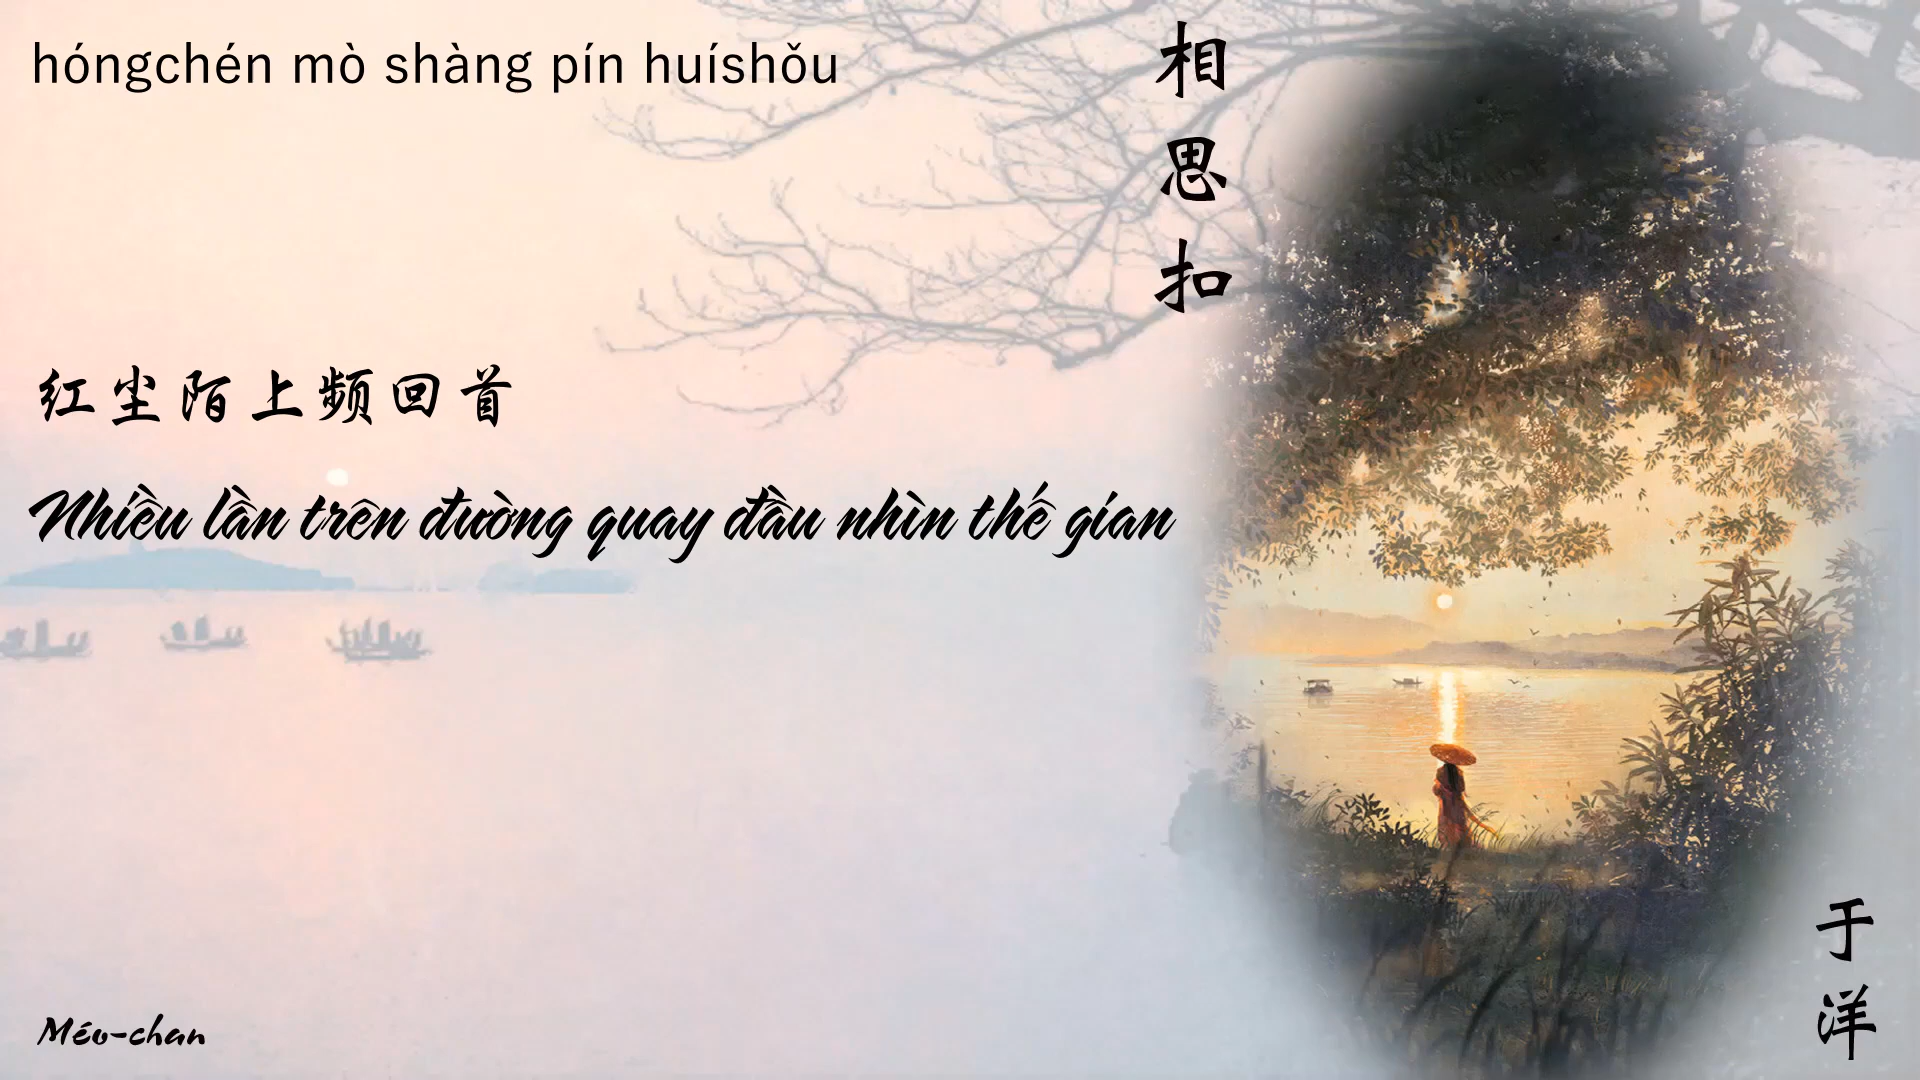 hóngchén mò shàng pín huíshǒu
相思扣
红尘陌上频回首
Nhiều lần trên đường quay đầu nhìn thế gian
Méo-chan
于洋